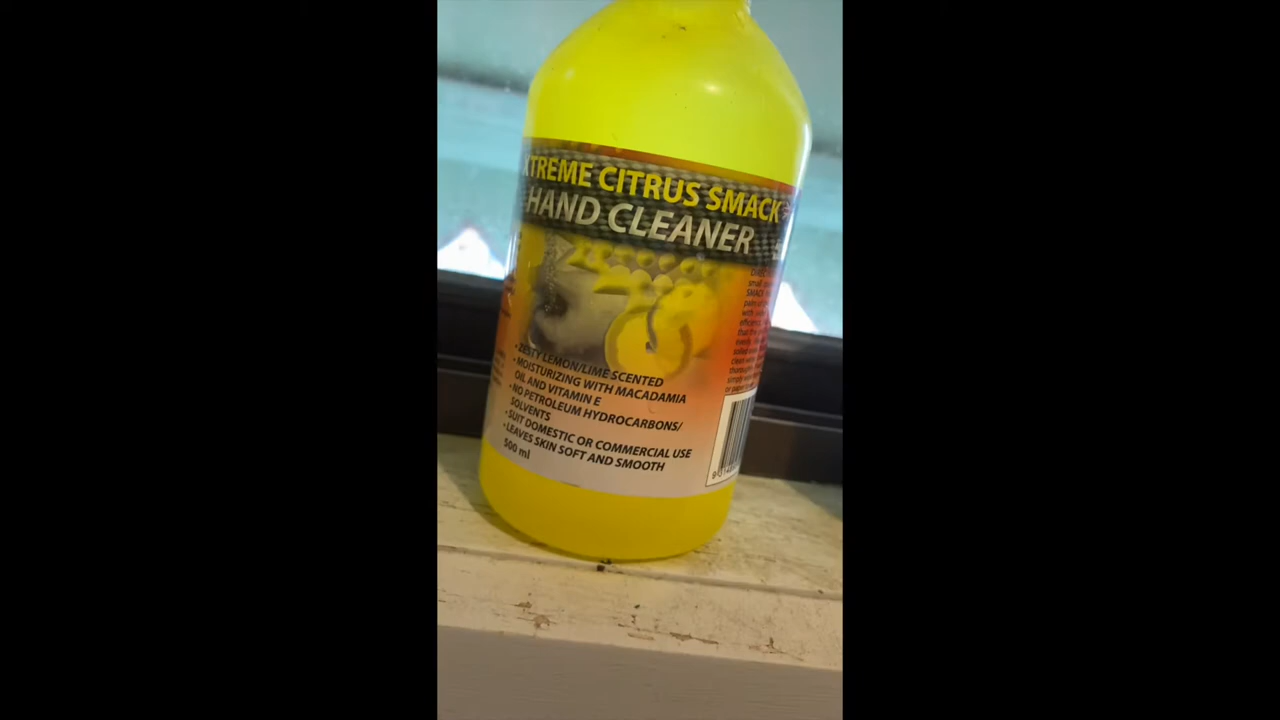 XTREME CITRUS SMACK
HAND CLEANER
• ZESTY LEMON/LIME SCENTED
• MOISTURIZING WITH MACADAMIA
OIL AND VITAMIN E
• NO PETROLEUM HYDROCARBONS/
SOLVENTS
• SUIT DOMESTIC OR COMMERCIAL USE
• LEAVES SKIN SOFT AND SMOOTH
500 ml